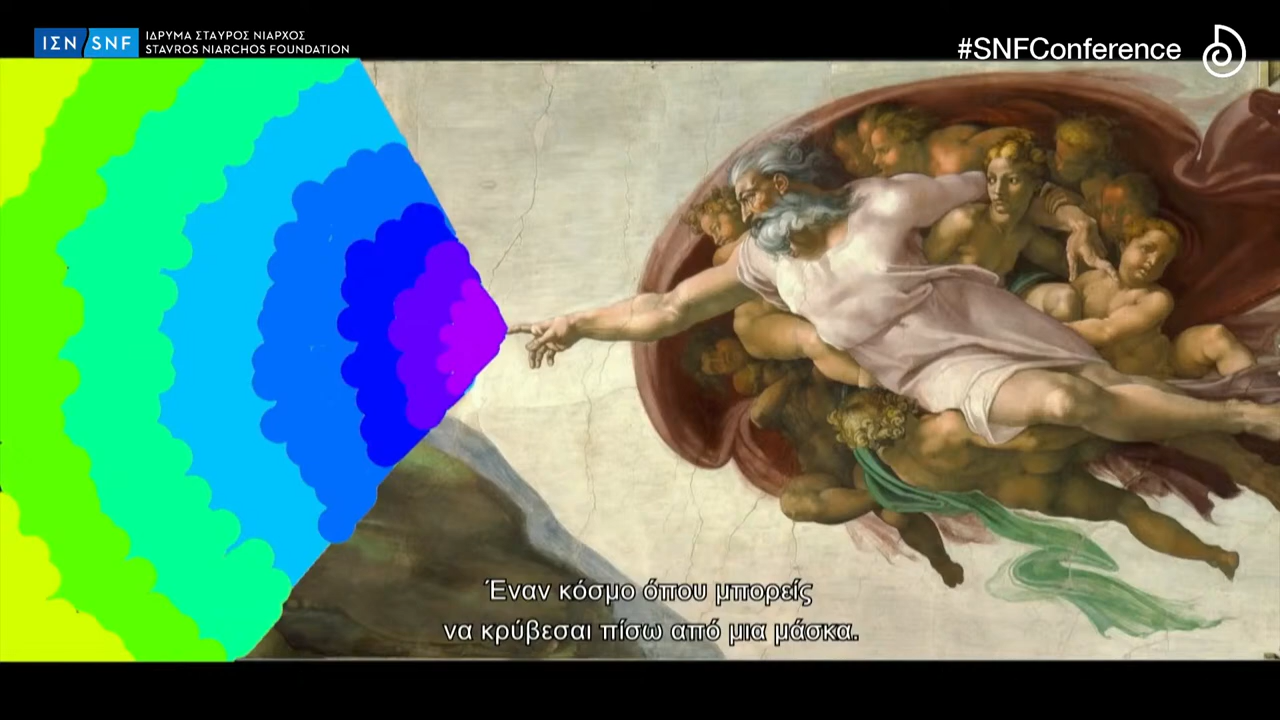 ΙΣΝ SNF
ΙΔΡΥΜΑ ΣΤΑΥΡΟΣ ΝΙΑΡΧΟΣ
STAVROS NIARCHOS FOUNDATION
#SNFConference
Έναν κόσμο όπου μπορείς
να κρύβεσαι πίσω από μια μάσκα.